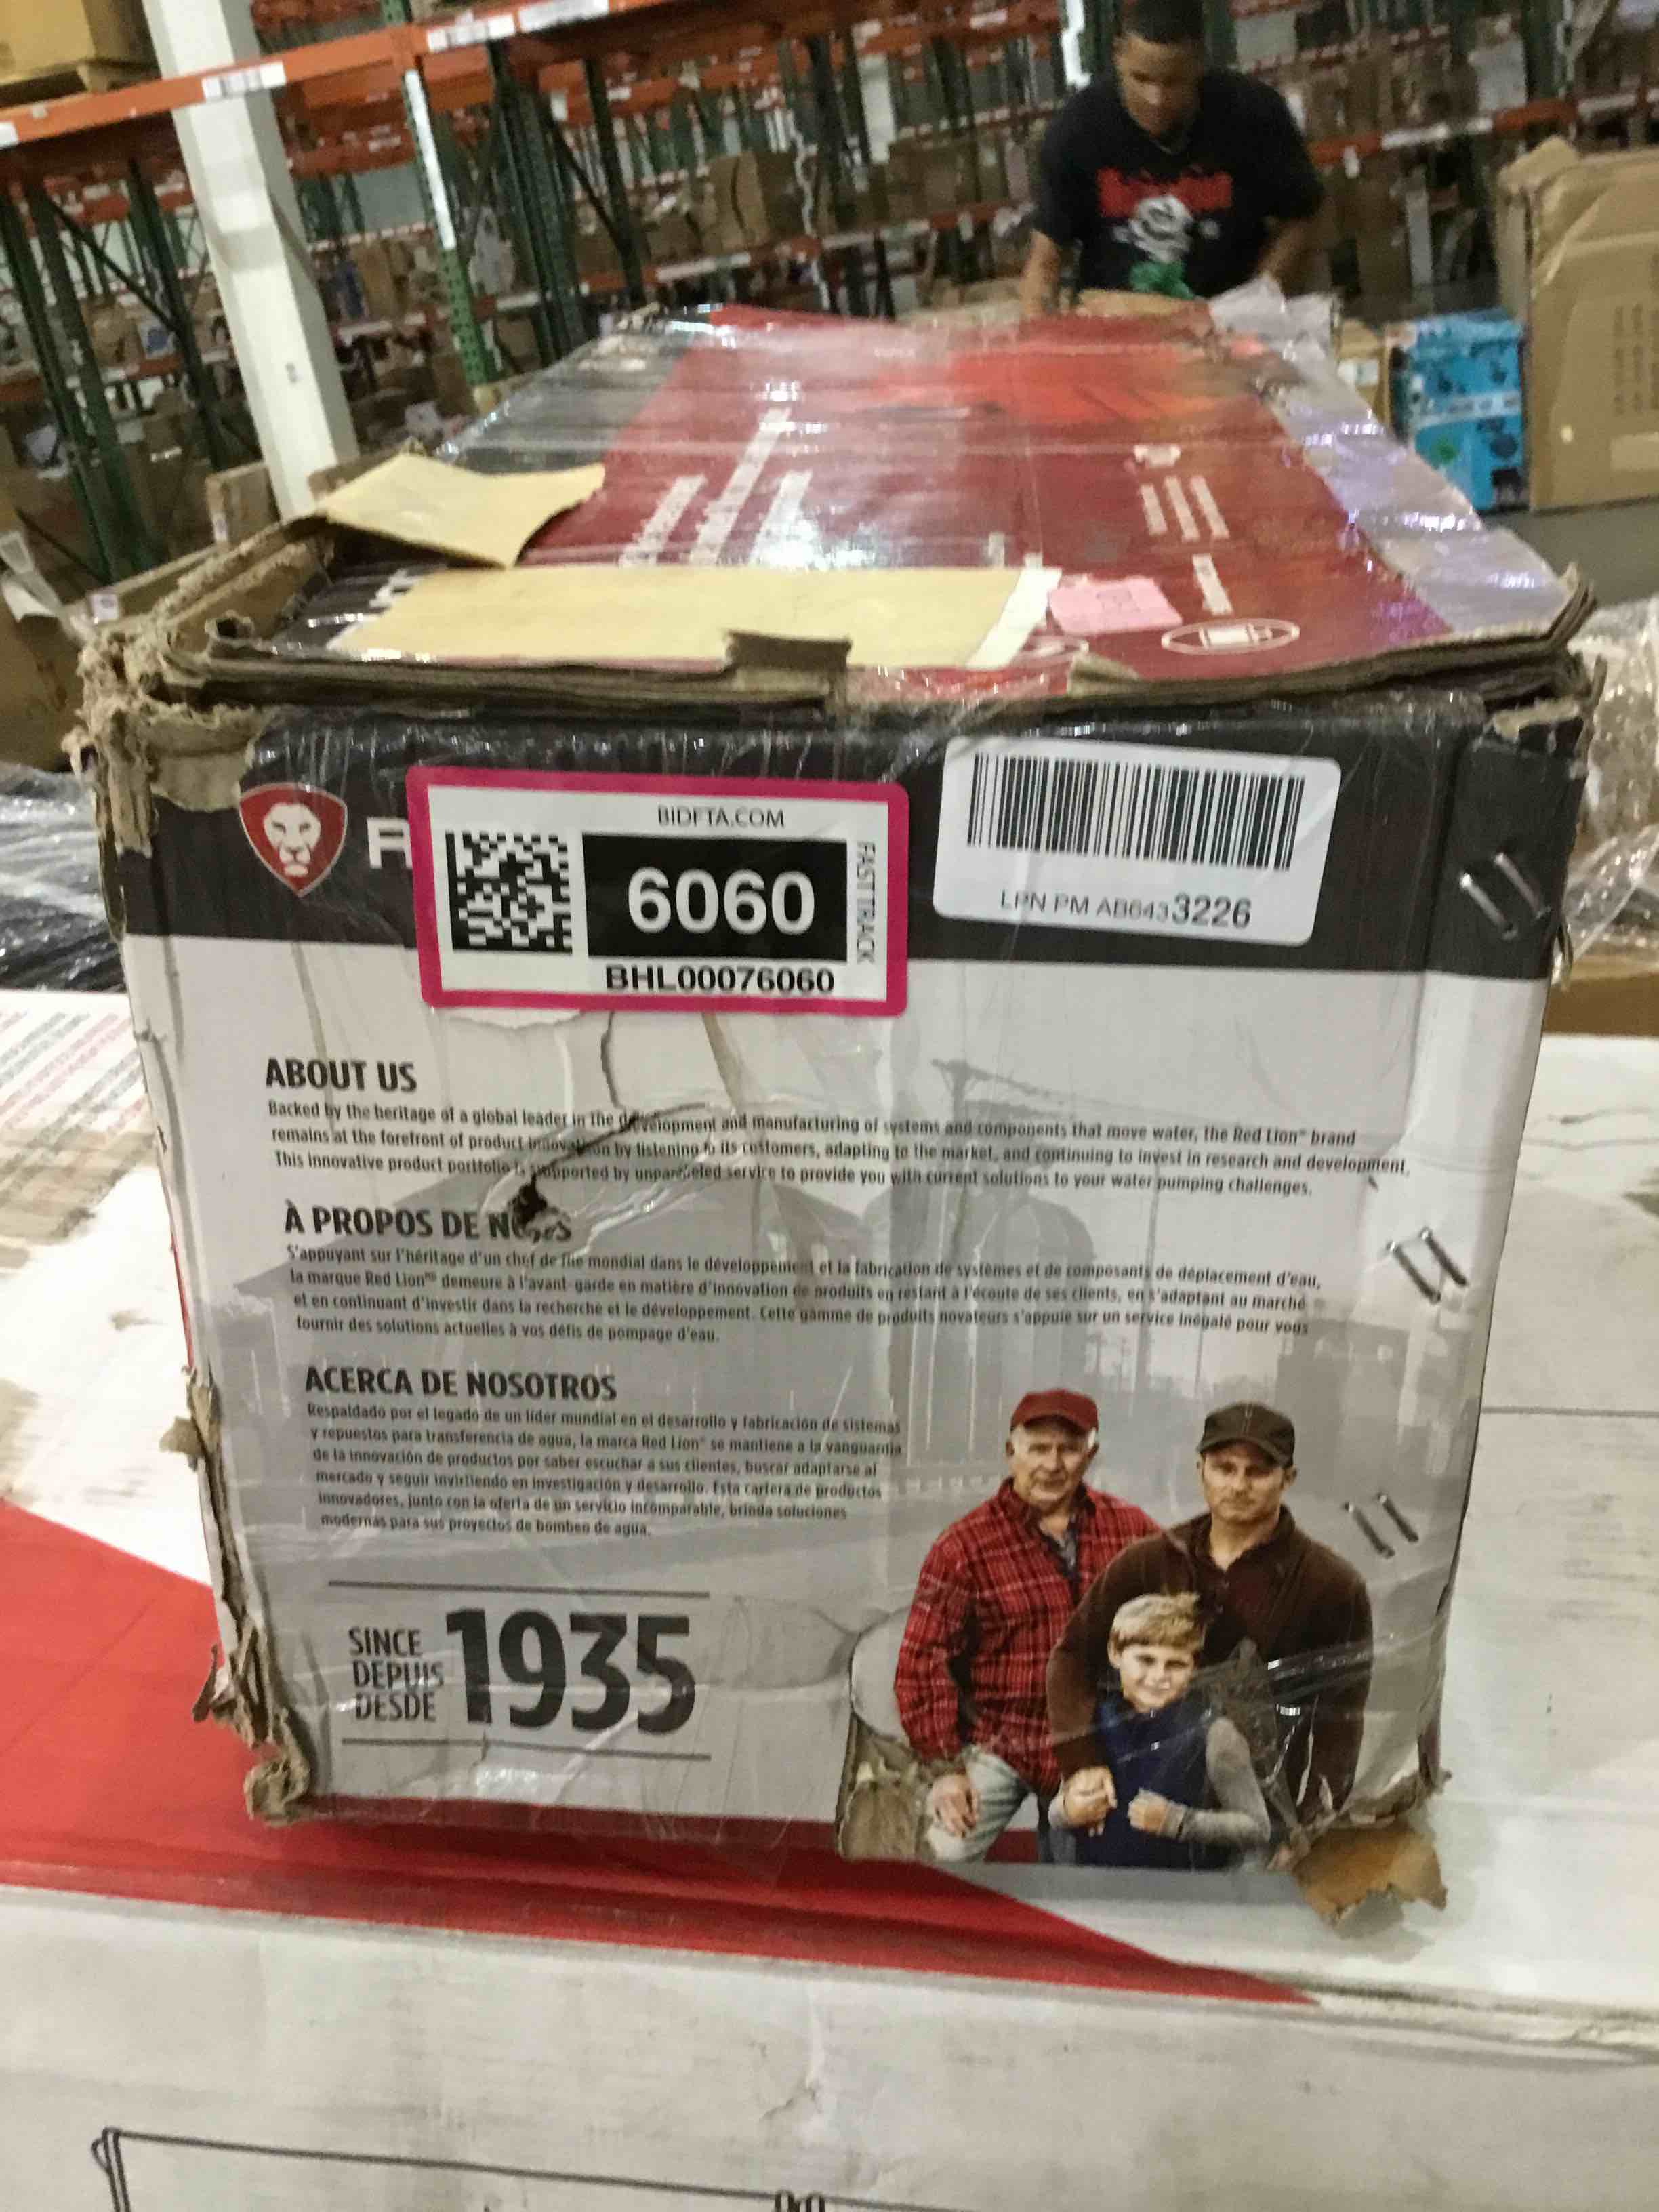 BIDFTA.COM
6060
FAST TRACK
BHL00076060
LPN PM AB6433226
ABOUT US
Backed by the heritage of a global leader in the development and manufacturing of systems and components that move water, the Red Lion® brand
remains at the forefront of product innovation by listening to its customers, adapting to the market, and continuing to invest in research and development.
This innovative product portfolio is supported by unparalleled service to provide you with current solutions to your water pumping challenges.
À PROPOS DE NOUS
S'appuyant sur l'héritage d'un chef de file mondial dans le développement et la fabrication de systèmes et de composants de déplacement d'eau,
la marque Red Lion demeure à l'avant-garde en matière d'innovation de produits en restant à l'écoute de ses clients, en s'adaptant au marché
et en continuant d'investir dans la recherche et le développement. Cette gamme de produits novateurs s'appuie sur un service inégalé pour vous
fournir des solutions actuelles à vos défis de pompage d'eau.
ACERCA DE NOSOTROS
Respaldado por el legado de un líder mundial en el desarrollo y fabricación de sistemas
y repuestos para transferencia de agua, la marca Red Lion® se mantiene a la vanguardia
de la innovación de productos por saber escuchar a sus clientes, buscar adaptarse al
mercado y seguir invirtiendo en investigación y desarrollo. Esta cartera de productos
innovadores, junto con la oferta de un servicio incomparable, brinda soluciones
modernas para sus proyectos de bombeo de agua.
SINCE
DEPUIS
DESDE
1935